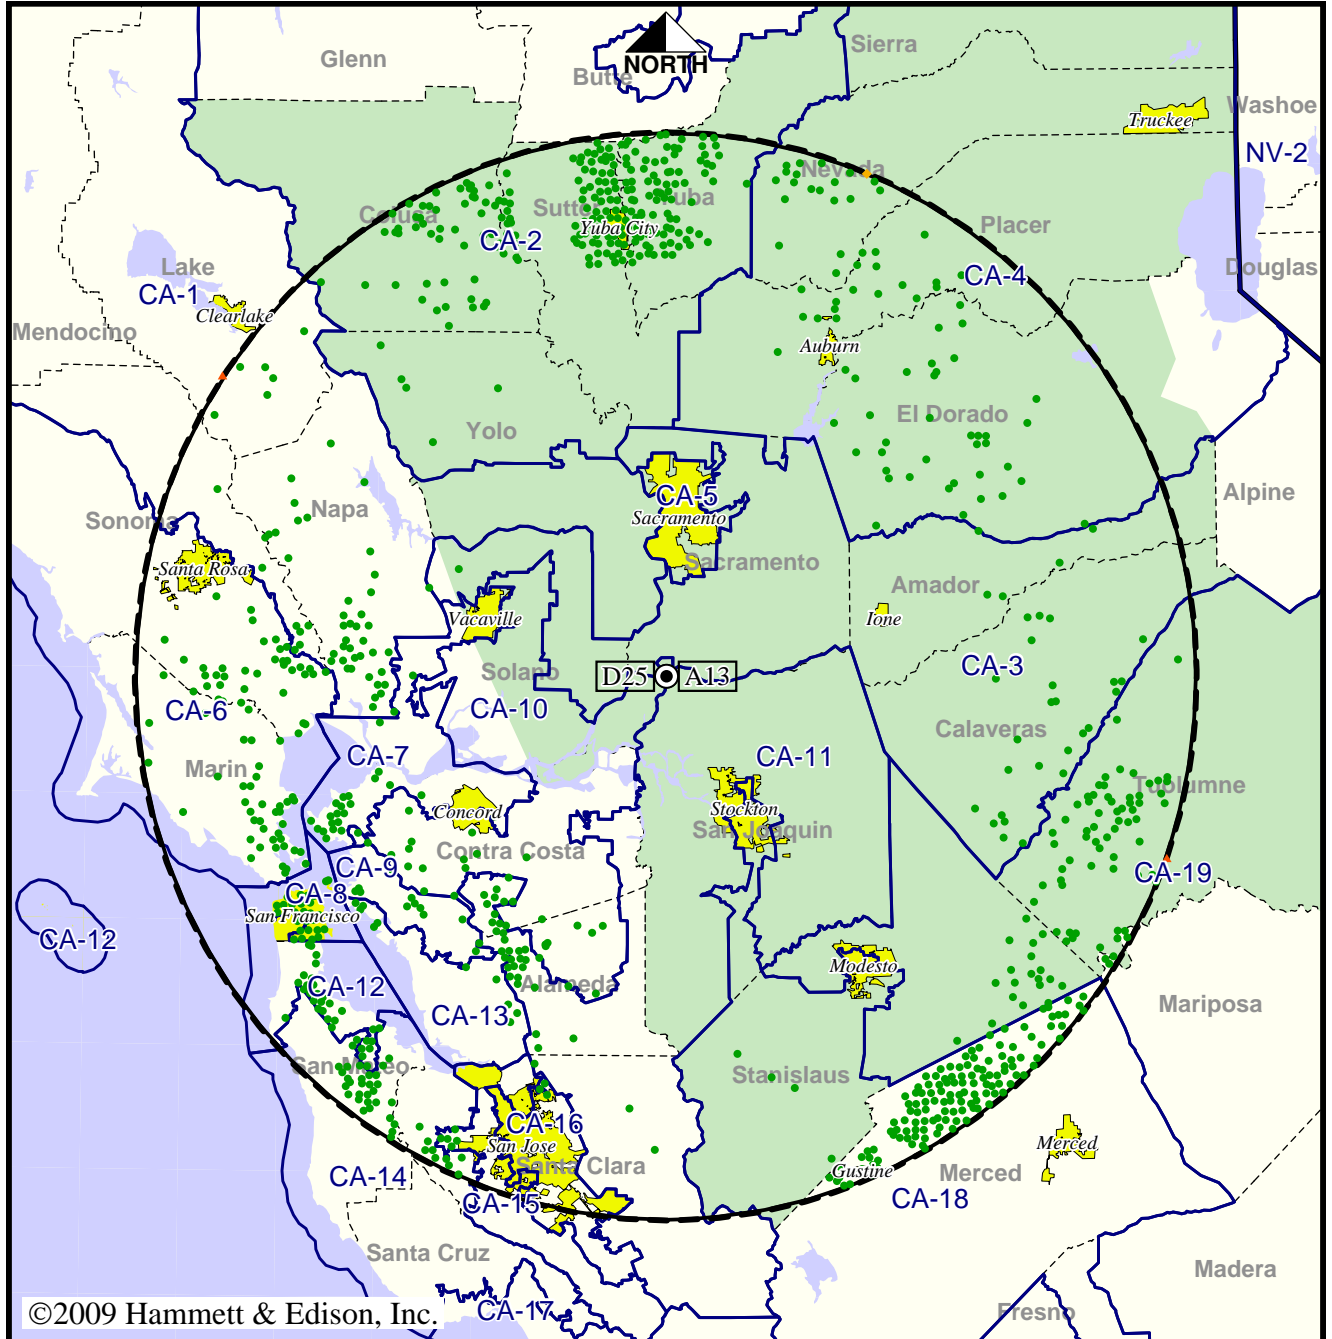 Glenn
Butte
NORTH
Sierra
Washoe
Truckee
NV-2
Nevada
Colusa
Sutter
Yuba
Yuba City
CA-2
Placer
CA-4
Douglas
Lake
CA-1
Clearlake
Mendocino
Auburn
El Dorado
Yolo
Alpine
CA-5
Sacramento
Napa
Sonoma
Santa Rosa
Sacramento
Amador
Vacaville
Ione
Solano
D25 A13
CA-3
CA-10
CA-6
Calaveras
CA-7
CA-11
Marin
Tuolumne
Concord
Stockton
San Joaquin
Contra Costa
CA-9
CA-19
CA-8
San Francisco
CA-12
Modesto
CA-12
Alameda
Mariposa
CA-13
San Mateo
Stanislaus
CA-16
San Jose
Merced
Santa Clara
Gustine
Merced
CA-14
CA-15
CA-18
Santa Cruz
Madera
CA-17
Fresno
©2009 Hammett & Edison, Inc.